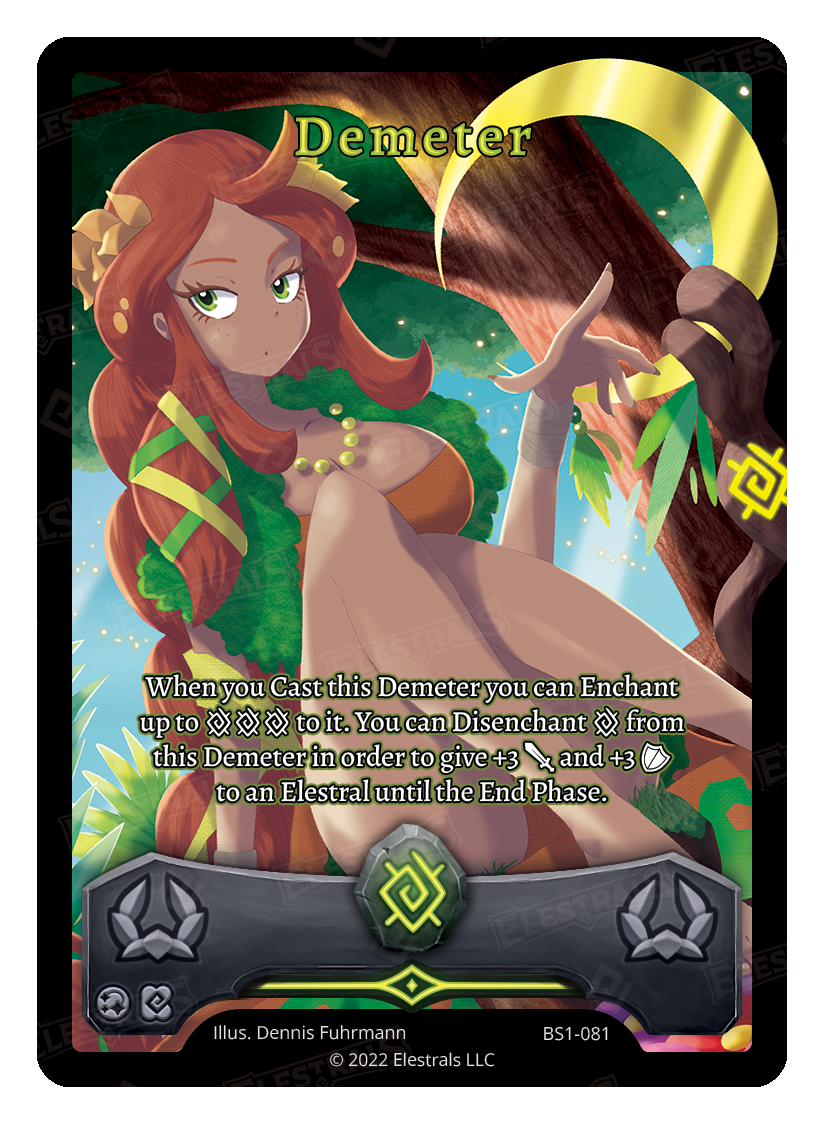 Demeter
When you Cast this Demeter you can Enchant
up to to it. You can Disenchant from
this Demeter in order to give +3 and +3
to an Elestral until the End Phase.
Illus. Dennis Fuhrmann BS1-081
© 2022 Elestrals LLC
ELESTRALS